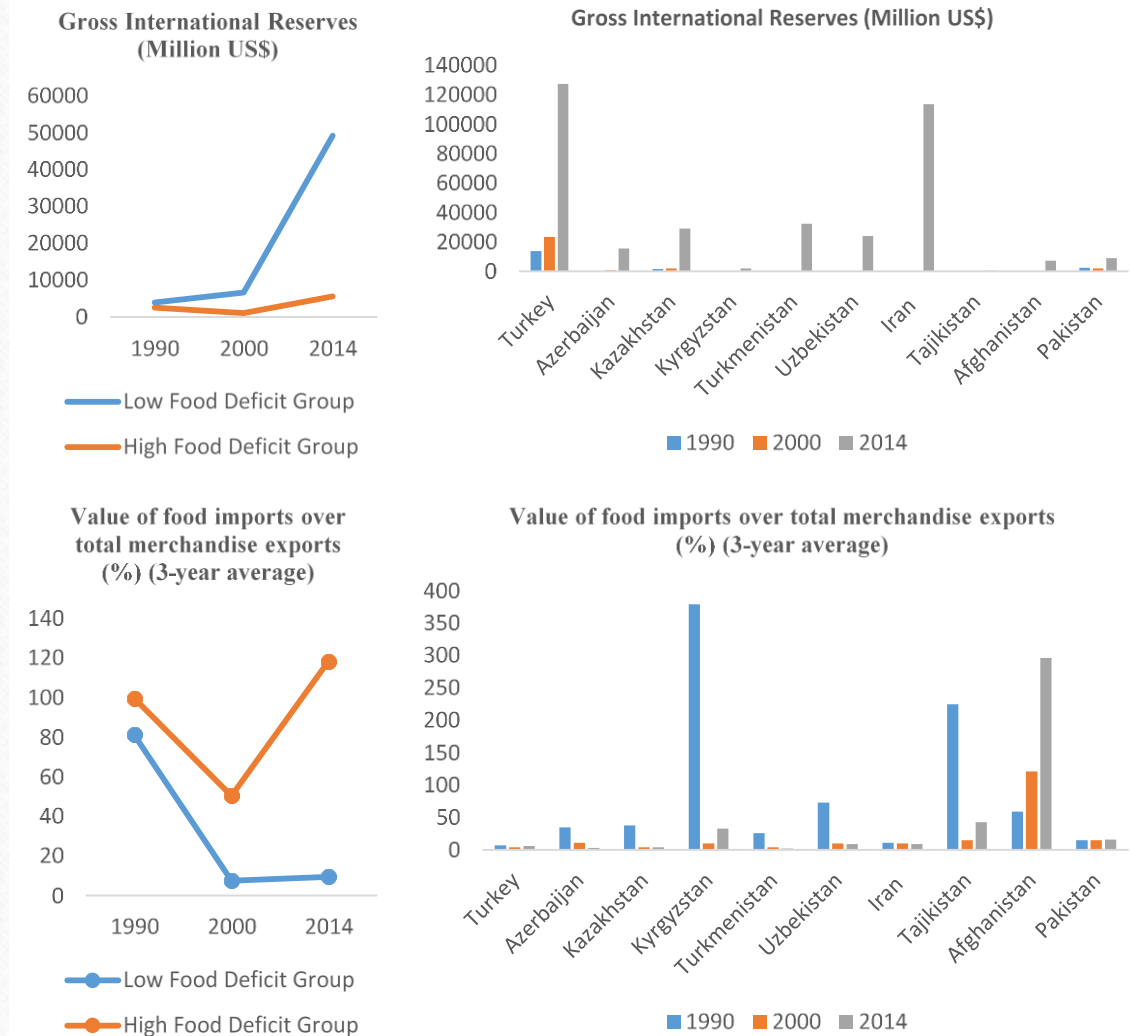 Gross International Reserves
(Million US$)
60000
50000
40000
30000
20000
10000
0
1990 2000 2014
Low Food Deficit Group
High Food Deficit Group
Gross International Reserves (Million US$)
140000
120000
100000
80000
60000
40000
20000
0
Turkey
Azerbaijan
Kazakhstan
Kyrgyzstan
Turkmenistan
Uzbekistan
Iran
Tajikistan
Afghanistan
Pakistan
1990 2000 2014
Value of food imports over
total merchandise exports
(%) (3-year average)
140
120
100
80
60
40
20
0
1990 2000 2014
Low Food Deficit Group
High Food Deficit Group
Value of food imports over total merchandise exports
(%) (3-year average)
400
350
300
250
200
150
100
50
0
Turkey
Azerbaijan
Kazakhstan
Kyrgyzstan
Turkmenistan
Uzbekistan
Iran
Tajikistan
Afghanistan
Pakistan
1990 2000 2014